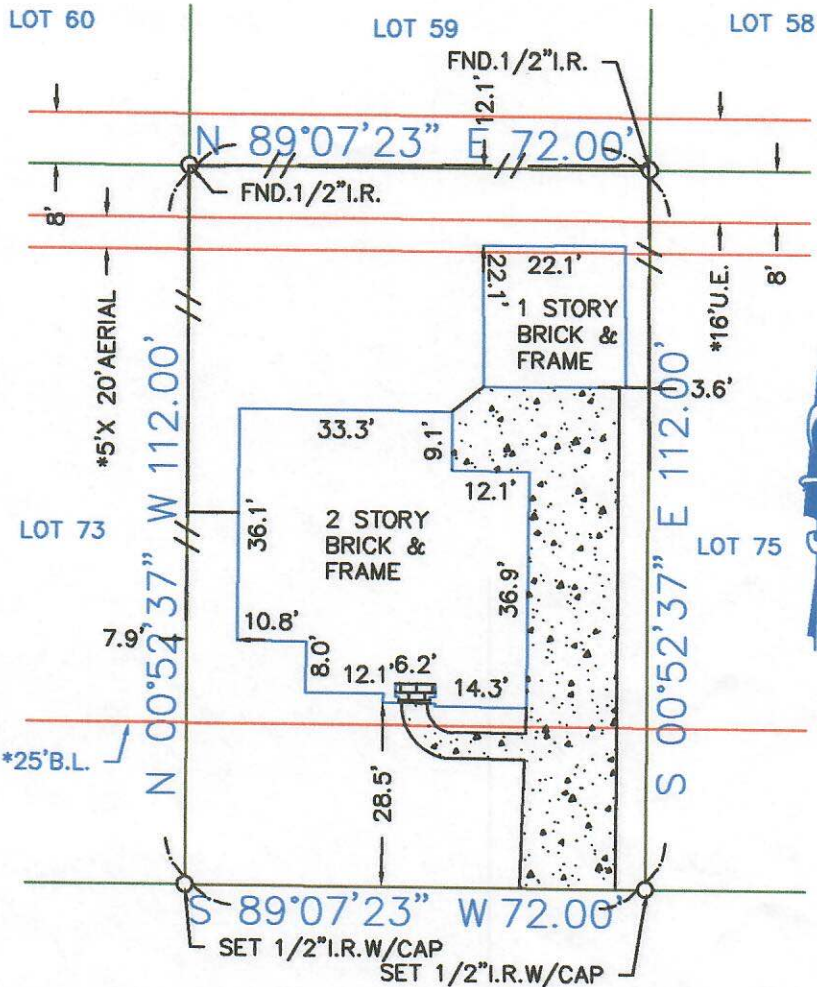 LOT 60
LOT 59
LOT 58
FND.1/2"I.R.
12.1'
N 89°07'23" E 72.00'
FND.1/2"I.R.
8'
8'
*16'U.E.
*5'X 20'AERIAL
22.1'
22.1'
1 STORY
BRICK &
FRAME
3.6'
33.3'
9.1'
12.1'
N 00°52'37" W 112.00'
S 00°52'37" E 112.00'
LOT 73
LOT 75
36.1'
2 STORY
BRICK &
FRAME
36.9'
7.9'
10.8'
8.0'
12.1'
6.2'
14.3'
*25'B.L.
28.5'
S 89°07'23" W 72.00'
SET 1/2"I.R.W/CAP
SET 1/2"I.R.W/CAP